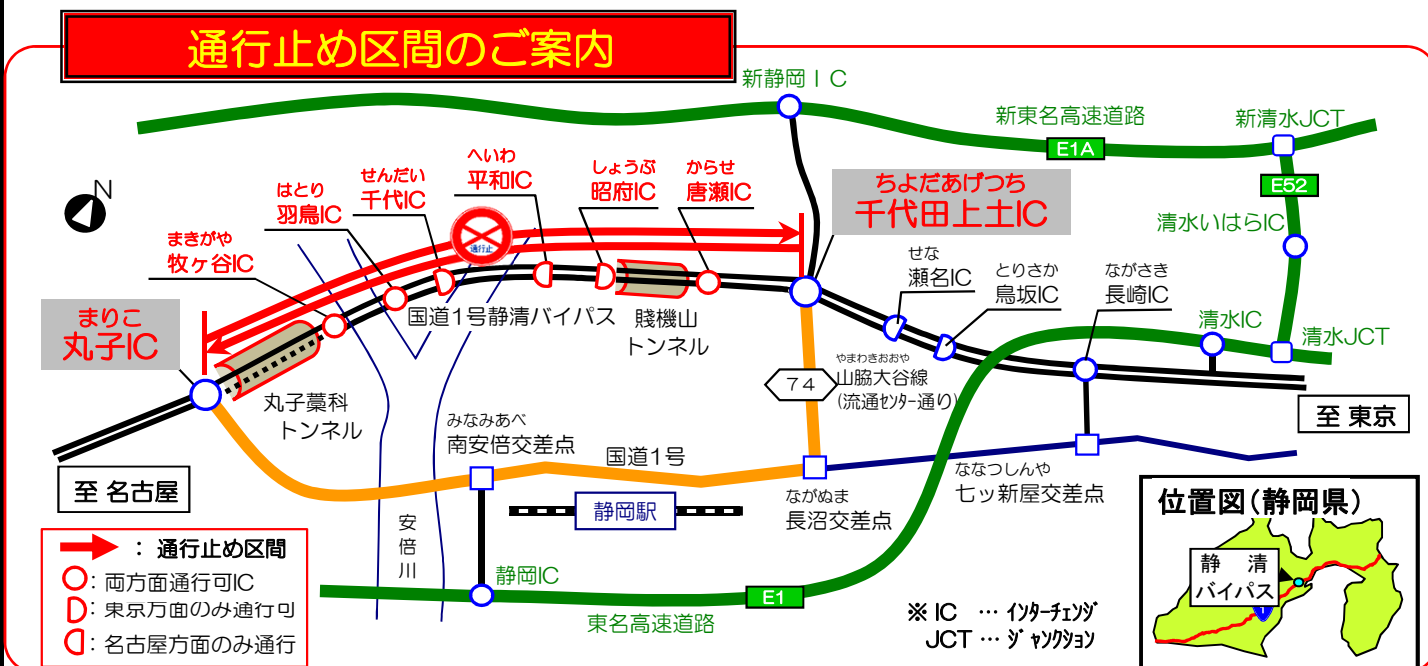 通行止め区間のご案内
新静岡IC
新東名高速道路
E1A
新清水JCT
E52
清水いはらIC
N
まきがや
牧ヶ谷IC
はとり
羽鳥IC
せんだい
千代IC
へいわ
平和IC
通行止
しょうぶ
昭府IC
からせ
唐瀬IC
ちよだあげつち
千代田上土IC
せな
瀬名IC
とりさか
鳥坂IC
ながさき
長崎IC
清水IC
清水JCT
まりこ
丸子IC
国道1号静清バイパス
賤機山
トンネル
丸子藁科
トンネル
74
やまわきおおや
山脇大谷線
(流通センター通り)
至 東京
至 名古屋
みなみあべ
南安倍交差点
国道1号
静岡駅
ながぬま
長沼交差点
ななつしんや
七ッ新屋交差点
安倍川
静岡IC
東名高速道路
E1
:通行止め区間
:両方面通行可IC
:東京方面のみ通行可
:名古屋方面のみ通行
※IC … インターチェンジ
JCT … ジャンクション
位置図(静岡県)
静 清
バイパス
1